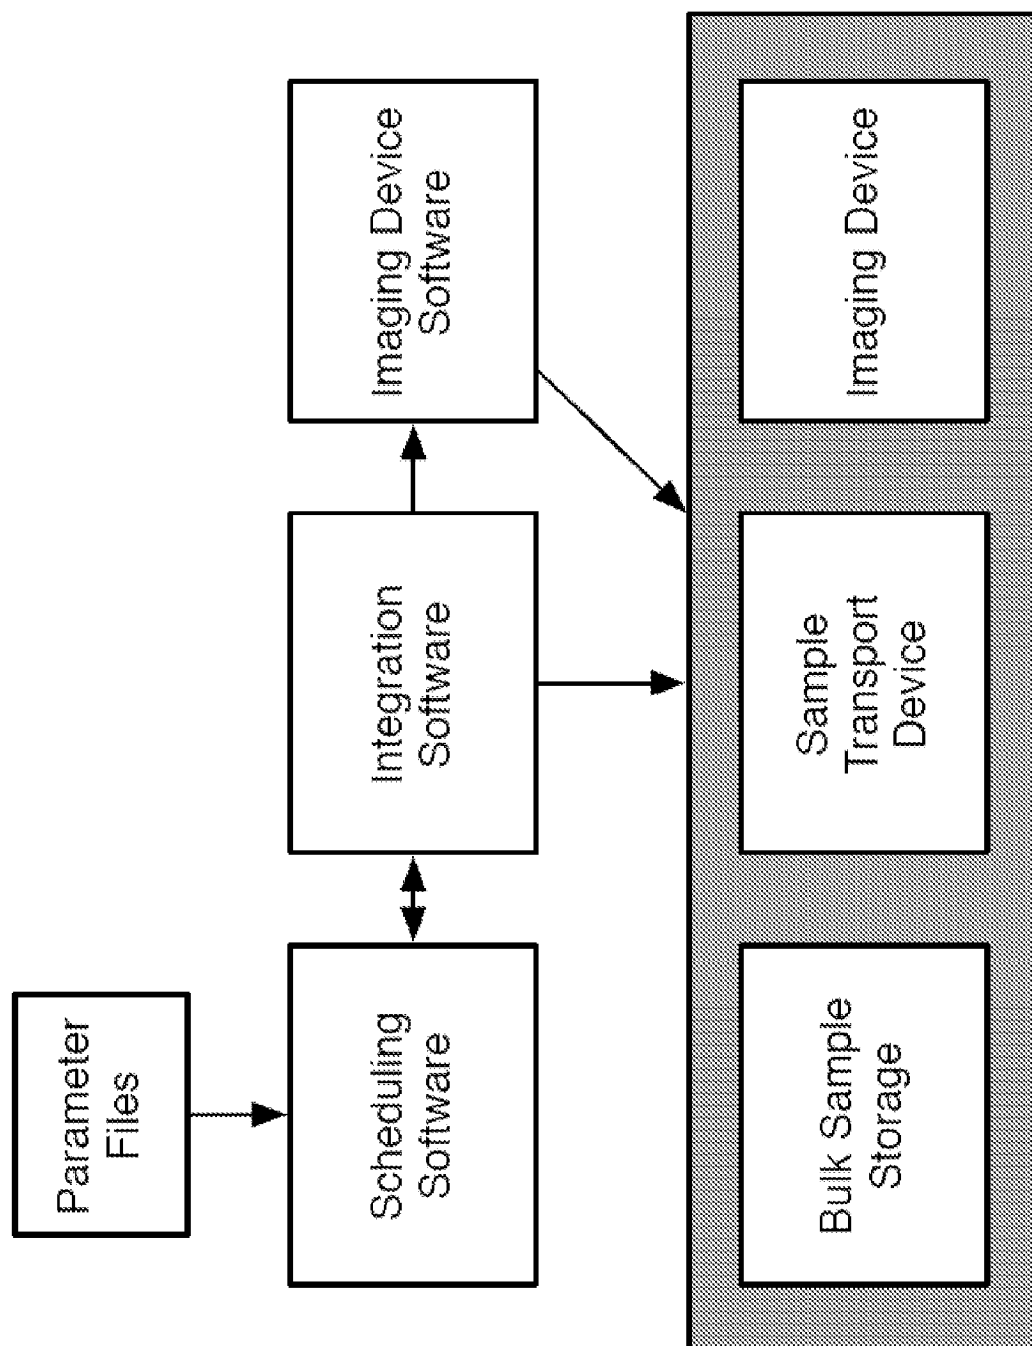 Parameter
Files
Scheduling
Software
Integration
Software
Imaging Device
Software
Bulk Sample
Storage
Sample
Transport
Device
Imaging Device